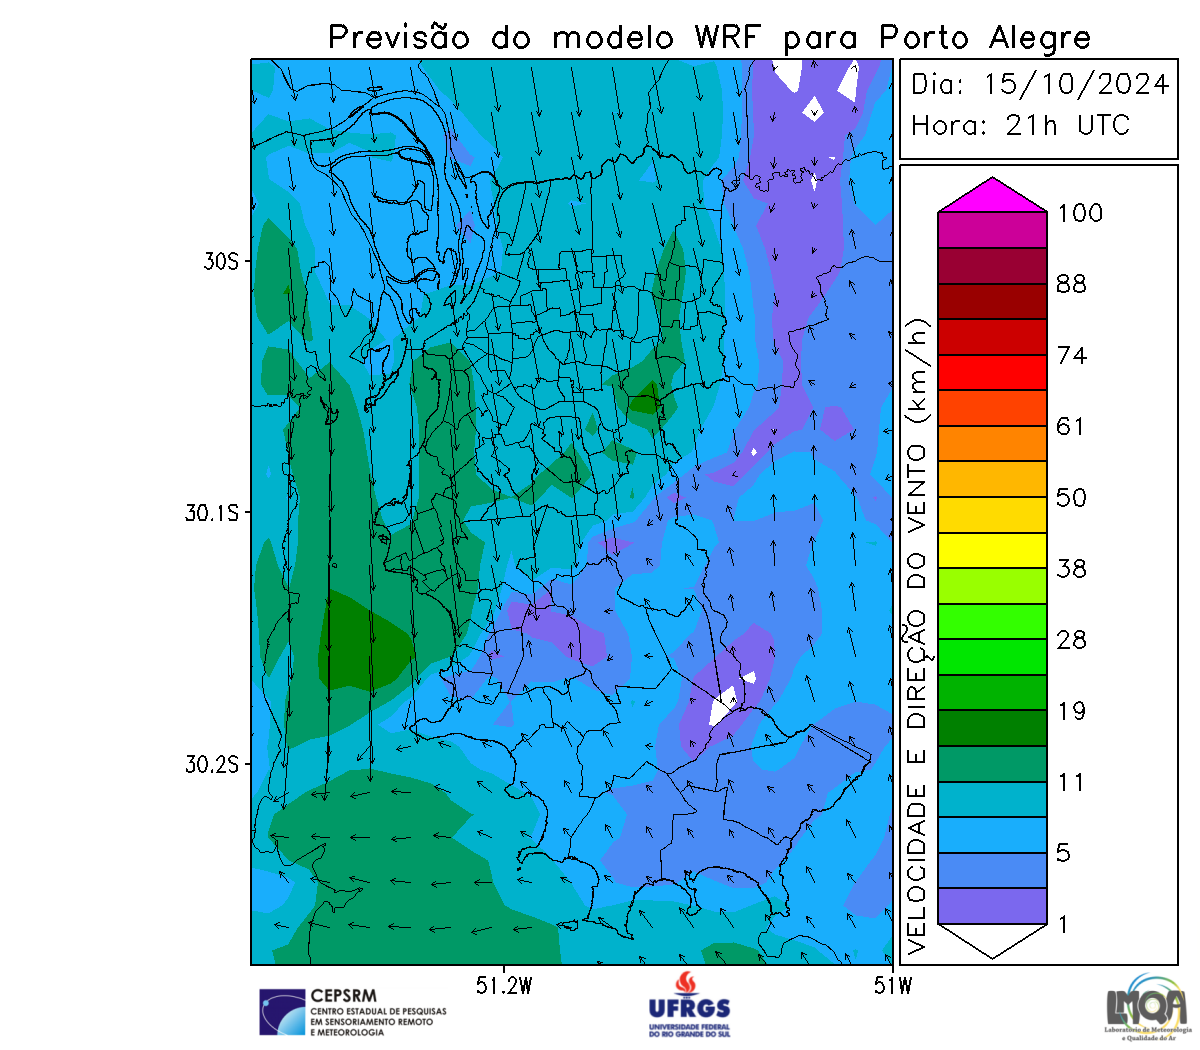 Previsão do modelo WRF para Porto Alegre
Dia: 15/10/2024
Hora: 21h UTC
30S
30.1S
30.2S
51.2W
51W
VELOCIDADE E DIREÇÃO DO VENTO (km/h)
100
88
74
61
50
38
28
19
11
5
1
CEPSRM
CENTRO ESTADUAL DE PESQUISAS
EM SENSORIAMENTO REMOTO
E METEOROLOGIA
UFRGS
UNIVERSIDADE FEDERAL
DO RIO GRANDE DO SUL
LMQA
Laboratório de Meteorologia
e Qualidade do Ar